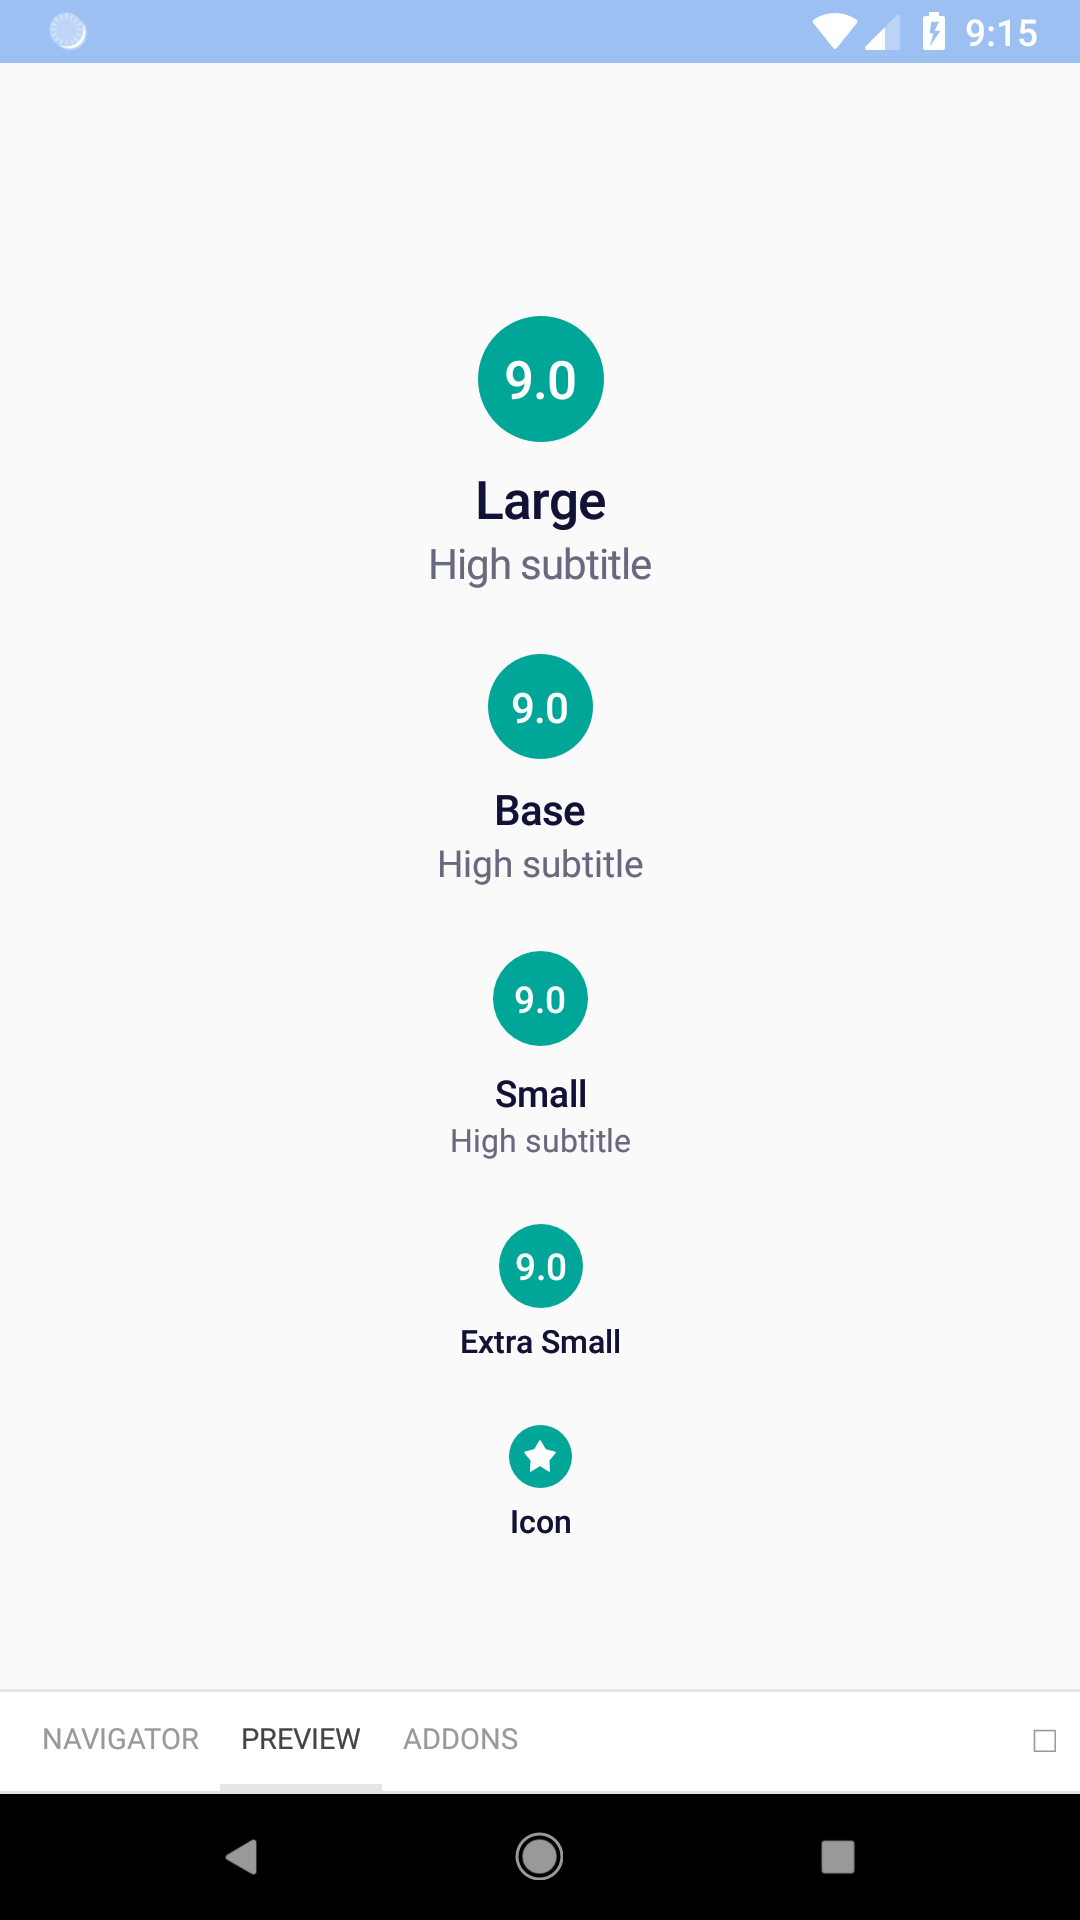 9:15
9.0
Large
High subtitle
9.0
Base
High subtitle
9.0
Small
High subtitle
9.0
Extra Small
Icon
NAVIGATOR PREVIEW ADDONS